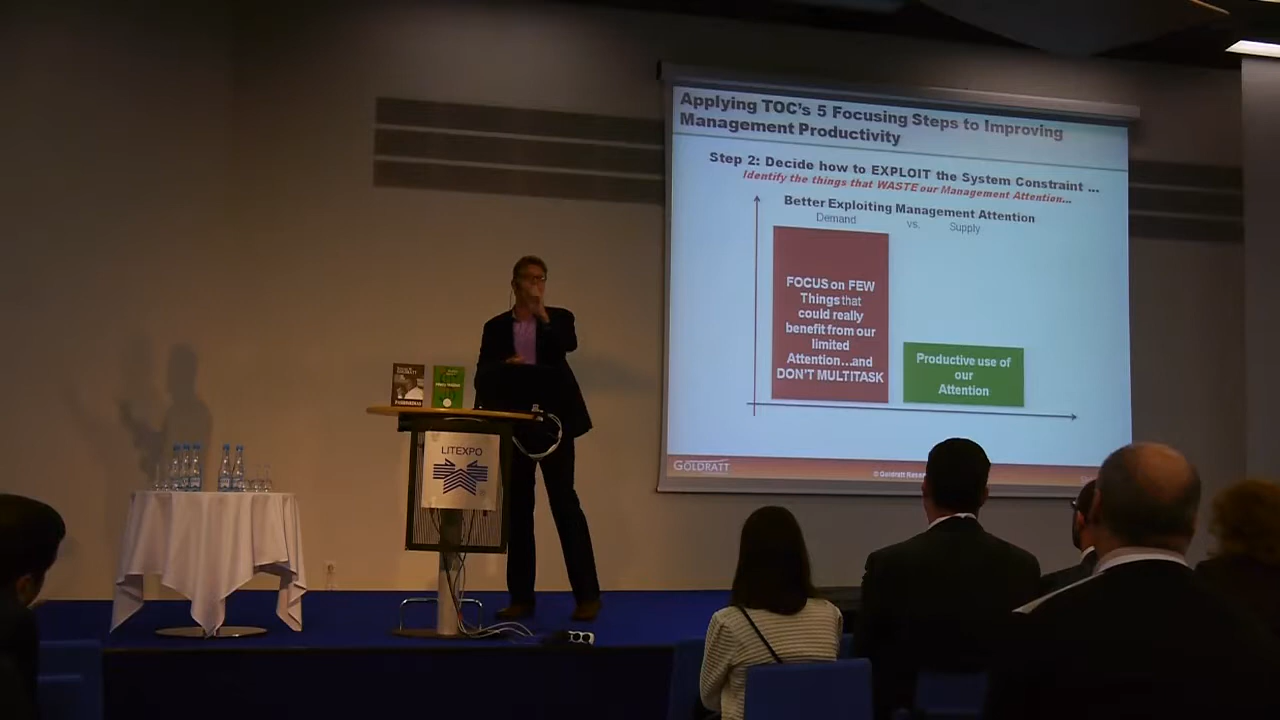 Applying TOC's 5 Focusing Steps to Improving
Management Productivity
Step 2: Decide how to EXPLOIT the System Constraint ...
Identify the things that WASTE our Management Attention...
Better Exploiting Management Attention
Demand vs. Supply
FOCUS on FEW
Things that
could really
benefit from our
limited
Attention...and
DON'T MULTITASK
Productive use of
our
Attention
GOLDRATT
© Goldratt
LITEXPO